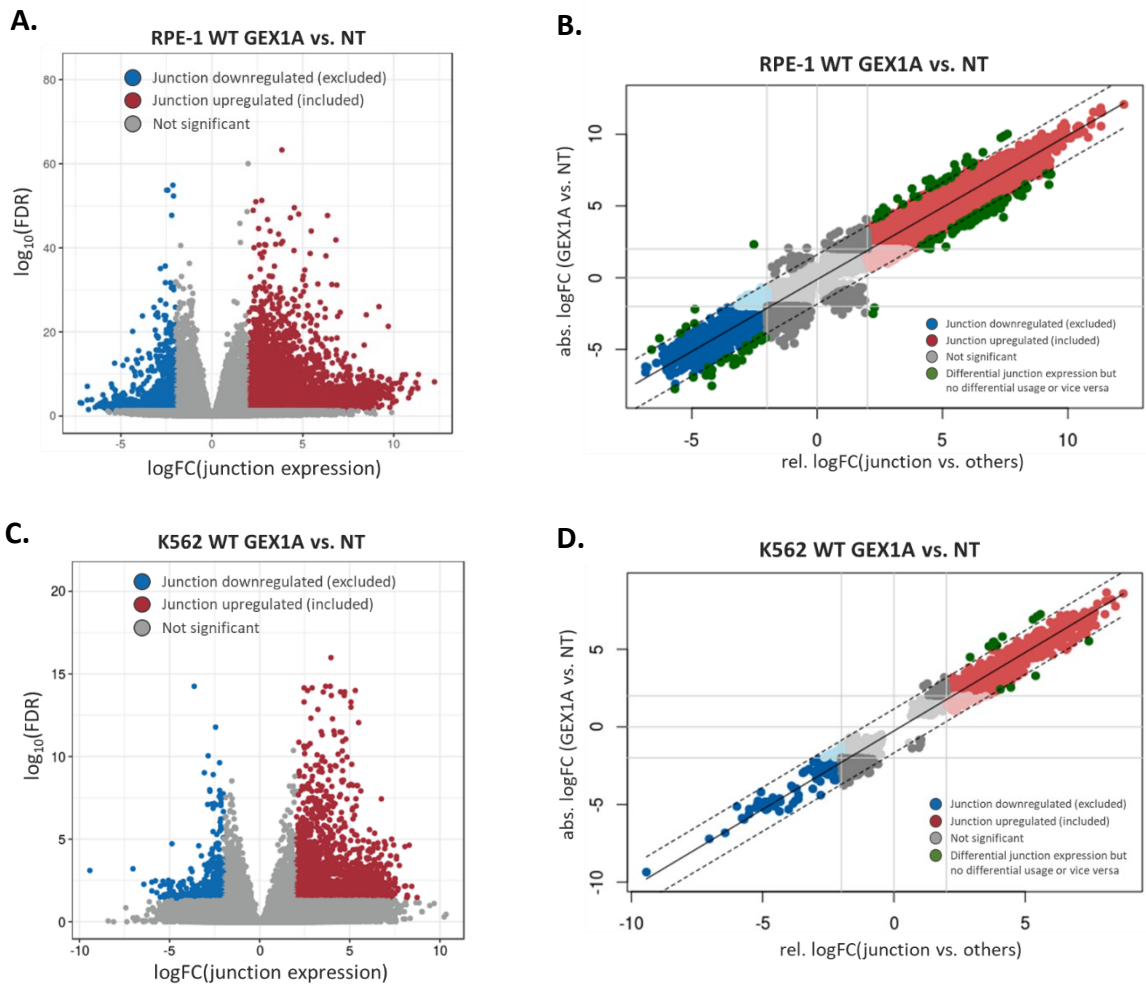 A.
RPE-1 WT GEX1A vs. NT
80
60
40
20
0
log10(FDR)
Junction downregulated (excluded)
Junction upregulated (included)
Not significant
-5
0
5
10
logFC(junction expression)
B.
RPE-1 WT GEX1A vs. NT
10
5
0
-5
abs. logFC (GEX1A vs. NT)
Junction downregulated (excluded)
Junction upregulated (included)
Not significant
Differential junction expression but
no differential usage or vice versa
-5
0
5
10
rel. logFC(junction vs. others)
C.
K562 WT GEX1A vs. NT
20
15
10
5
0
log10(FDR)
Junction downregulated (excluded)
Junction upregulated (included)
Not significant
-10
-5
0
5
10
logFC(junction expression)
D.
K562 WT GEX1A vs. NT
5
0
-5
-10
abs. logFC (GEX1A vs. NT)
Junction downregulated (excluded)
Junction upregulated (included)
Not significant
Differential junction expression but
no differential usage or vice versa
-10
-5
0
5
rel. logFC(junction vs. others)